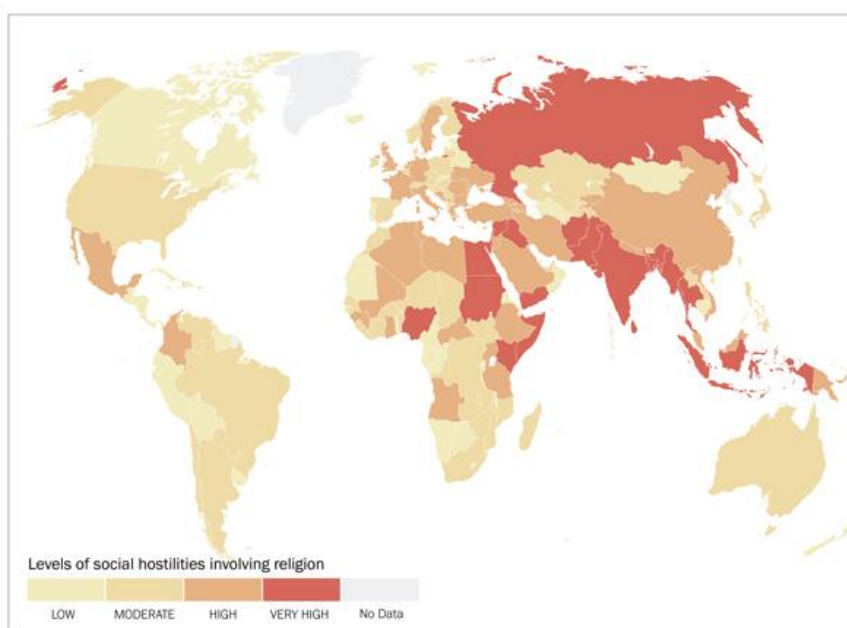 Levels of social hostilities involving religion
LOW MODERATE HIGH VERY HIGH No Data